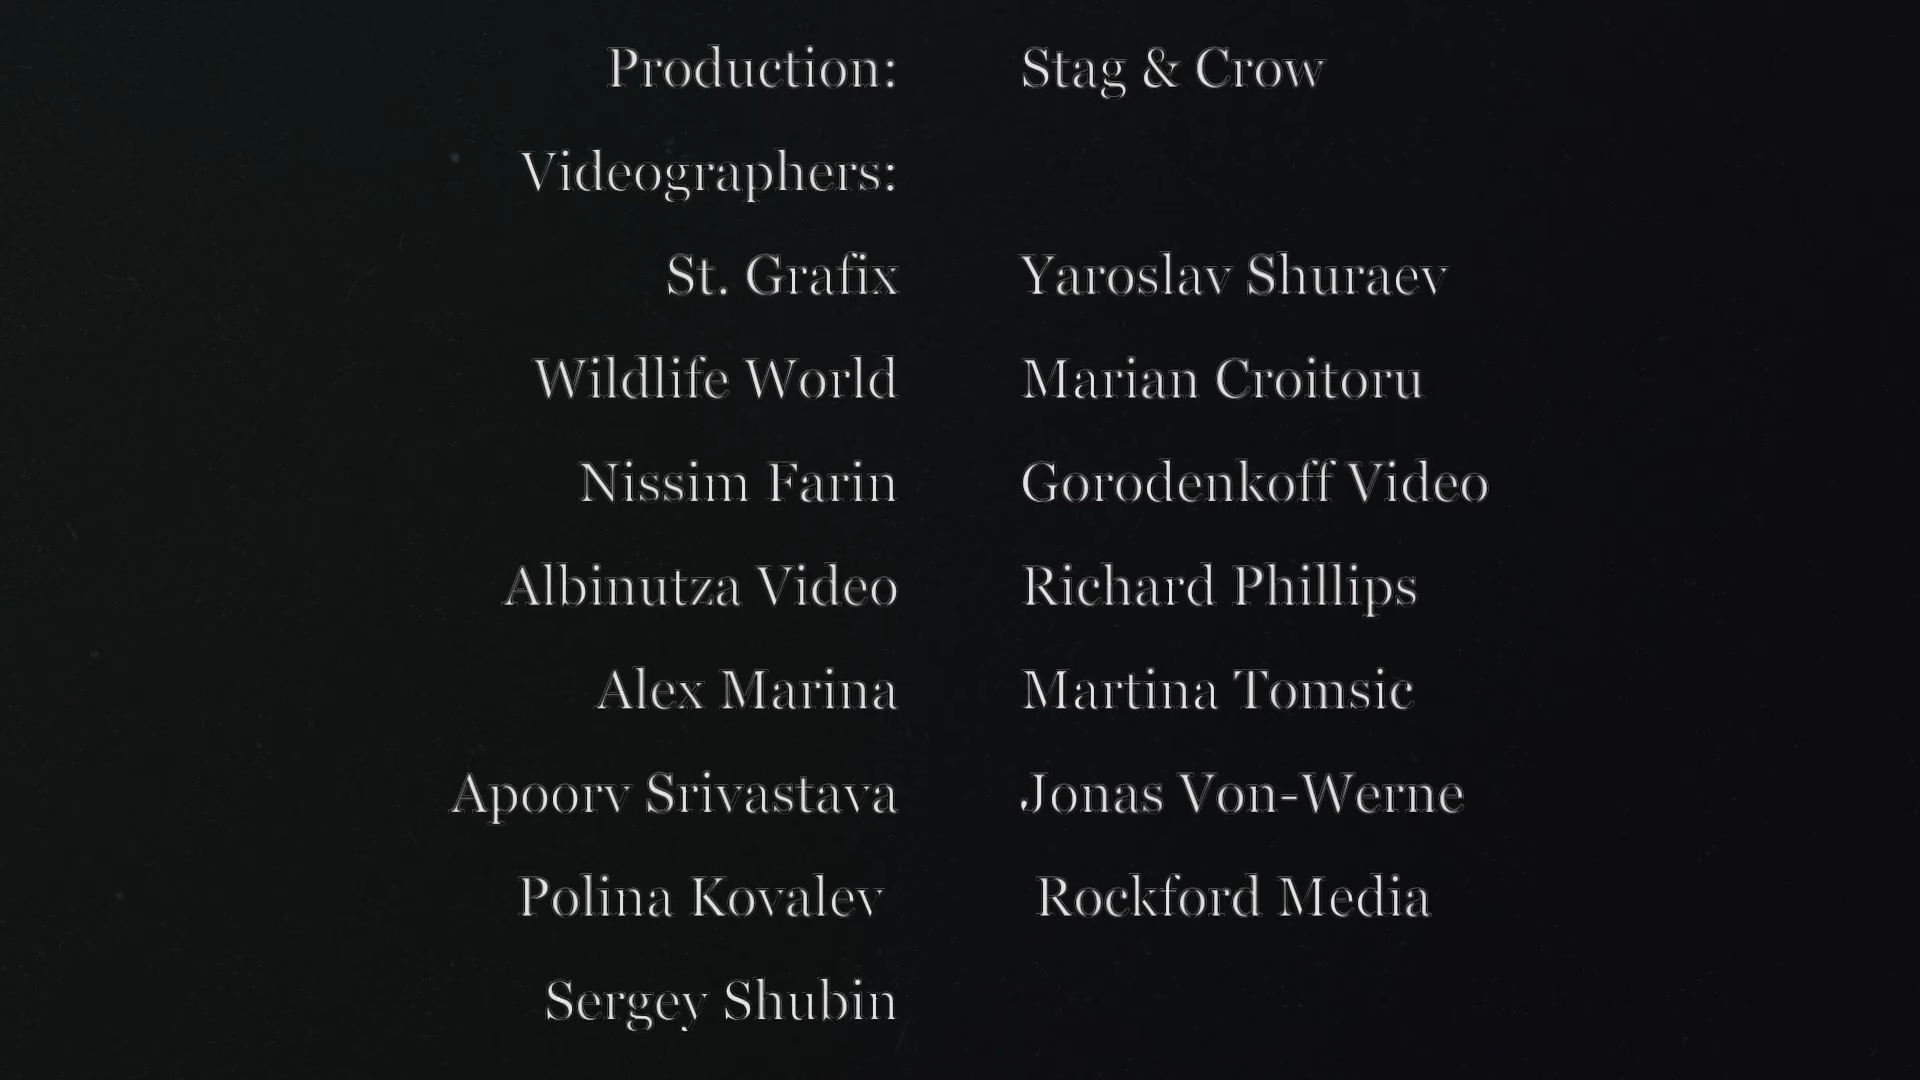 Production: Stag & Crow
Videographers:
St. Grafix Yaroslav Shuraev
Wildlife World Marian Croitoru
Nissim Farin Gorodenkoff Video
Albinutza Video Richard Phillips
Alex Marina Martina Tomsic
Apoorv Srivastava Jonas Von-Werne
Polina Kovalev Rockford Media
Sergey Shubin